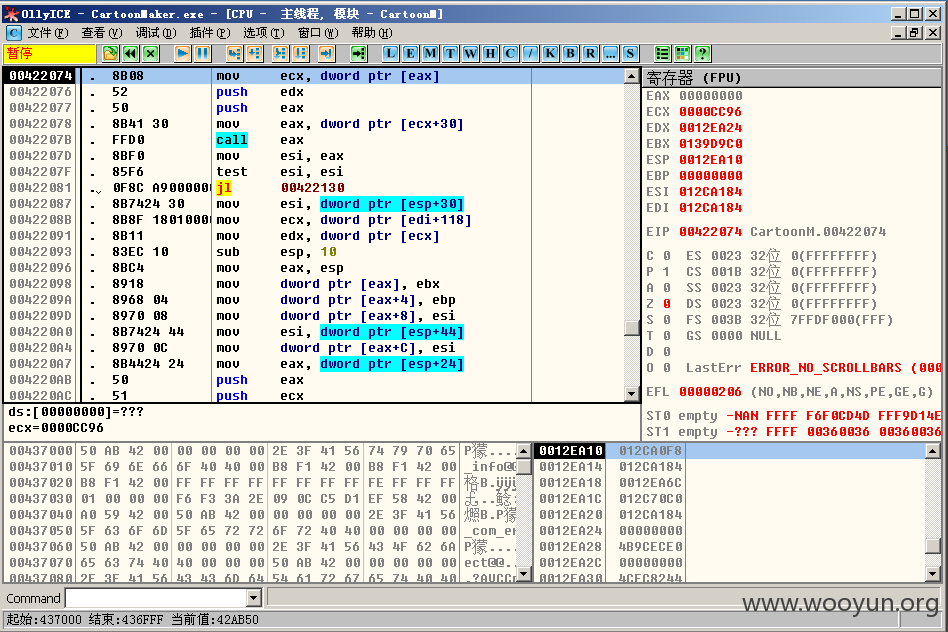 OllyICE - CartoonMaker.exe - [CPU - 主线程, 模块 - CartoonM]
文件(F) 查看(V) 调试(D) 插件(P) 选项(T) 窗口(W) 帮助(H)
暂停 L E M T W H C / K B R ... S ?
00422074 . 8B08 mov ecx, dword ptr [eax]
00422076 . 52 push edx
00422077 . 50 push eax
00422078 . 8B41 30 mov eax, dword ptr [ecx+30]
0042207B . FFD0 call eax
0042207D . 8BF0 mov esi, eax
0042207F . 85F6 test esi, esi
00422081 . 0F8C A9000000 jl 00422130
00422087 . 8B7424 30 mov esi, dword ptr [esp+30]
0042208B . 8B8F 1801000 mov ecx, dword ptr [edi+118]
00422091 . 8B11 mov edx, dword ptr [ecx]
00422093 . 83EC 10 sub esp, 10
00422096 . 8BC4 mov eax, esp
00422098 . 8918 mov dword ptr [eax], ebx
0042209A . 8968 04 mov dword ptr [eax+4], ebp
0042209D . 8970 08 mov dword ptr [eax+8], esi
004220A0 . 8B7424 44 mov esi, dword ptr [esp+44]
004220A4 . 8970 0C mov dword ptr [eax+C], esi
004220A7 . 8B4424 24 mov eax, dword ptr [esp+24]
004220AB . 50 push eax
004220AC . 51 push ecx
ds:[00000000]=???
ecx=0000CC96
寄存器 (FPU)
EAX 00000000
ECX 0000CC96
EDX 0012EA24
EBX 0139D9C0
ESP 0012EA10
EBP 00000000
ESI 012CA184
EDI 012CA184
EIP 00422074 CartoonM.00422074
C 0 ES 0023 32位 0(FFFFFFFF)
P 1 CS 001B 32位 0(FFFFFFFF)
A 0 SS 0023 32位 0(FFFFFFFF)
Z 0 DS 0023 32位 0(FFFFFFFF)
S 0 FS 003B 32位 7FFDF000(FFF)
T 0 GS 0000 NULL
D 0
O 0 LastErr ERROR_NO_SCROLLBARS (000
EFL 00000206 (NO,NB,NE,A,NS,PE,GE,G)
ST0 empty -NAN FFFF F6F0CD4D FFF9D14E
ST1 empty -??? FFFF 00360036 00360036
00437000 50 AB 42 00 00 00 00 00 2E 3F 41 56 74 79 70 65 P獴....
00437010 5F 69 6E 66 6F 40 40 00 B8 F1 42 00 B8 F1 42 00 _info@@
00437020 B8 F1 42 00 FF FF FF FF FF FF FF FF FE FF FF FF 格B.
00437030 01 00 00 00 F6 F3 3A 2E 09 0C C5 D1 EF 58 42 00
00437040 A0 59 42 00 50 AB 42 00 00 00 00 00 2E 3F 41 56
00437050 5F 63 6F 6D 5F 65 72 72 6F 72 40 40 00 00 00 00 _com_er
00437060 50 AB 42 00 00 00 00 00 2E 3F 41 56 43 4F 62 6A
00437070 65 63 74 40 40 00 00 00 50 AB 42 00 00 00 00 00 ect@@..
00437080 2E 3F 41 56 43 43 6D 64 54 61 72 67 65 74 40 40 .?AVCCm
0012EA10 012CA0F8
0012EA14 012CA184
0012EA18 0012EA6C
0012EA1C 012C70C0
0012EA20 012CA184
0012EA24 00000000
0012EA28 4B9CECE0
0012EA2C 00000000
0012EA30 4CEC8244
Command
www.wooyun.org
起始:437000 结束:436FFF 当前值:42AB50